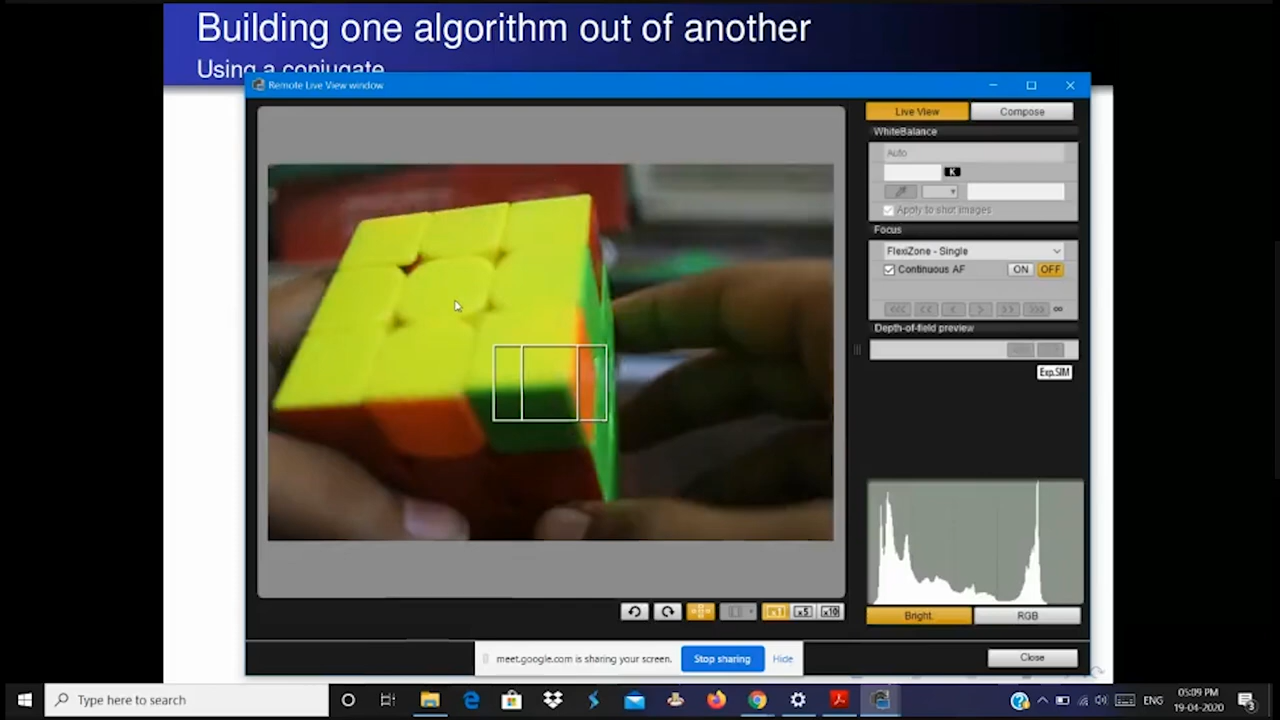 Building one algorithm out of another
Using a conjugate
Remote Live View window
Live View
Compose
WhiteBalance
Auto
K
Apply to shot images
Focus
FlexiZone - Single
Continuous AF
ON
OFF
∞
Depth-of-field preview
Exp.SIM
x1
x5
x10
Bright.
RGB
meet.google.com is sharing your screen.
Stop sharing
Hide
Close
Type here to search
ENG
05:09 PM
19-04-2020
3